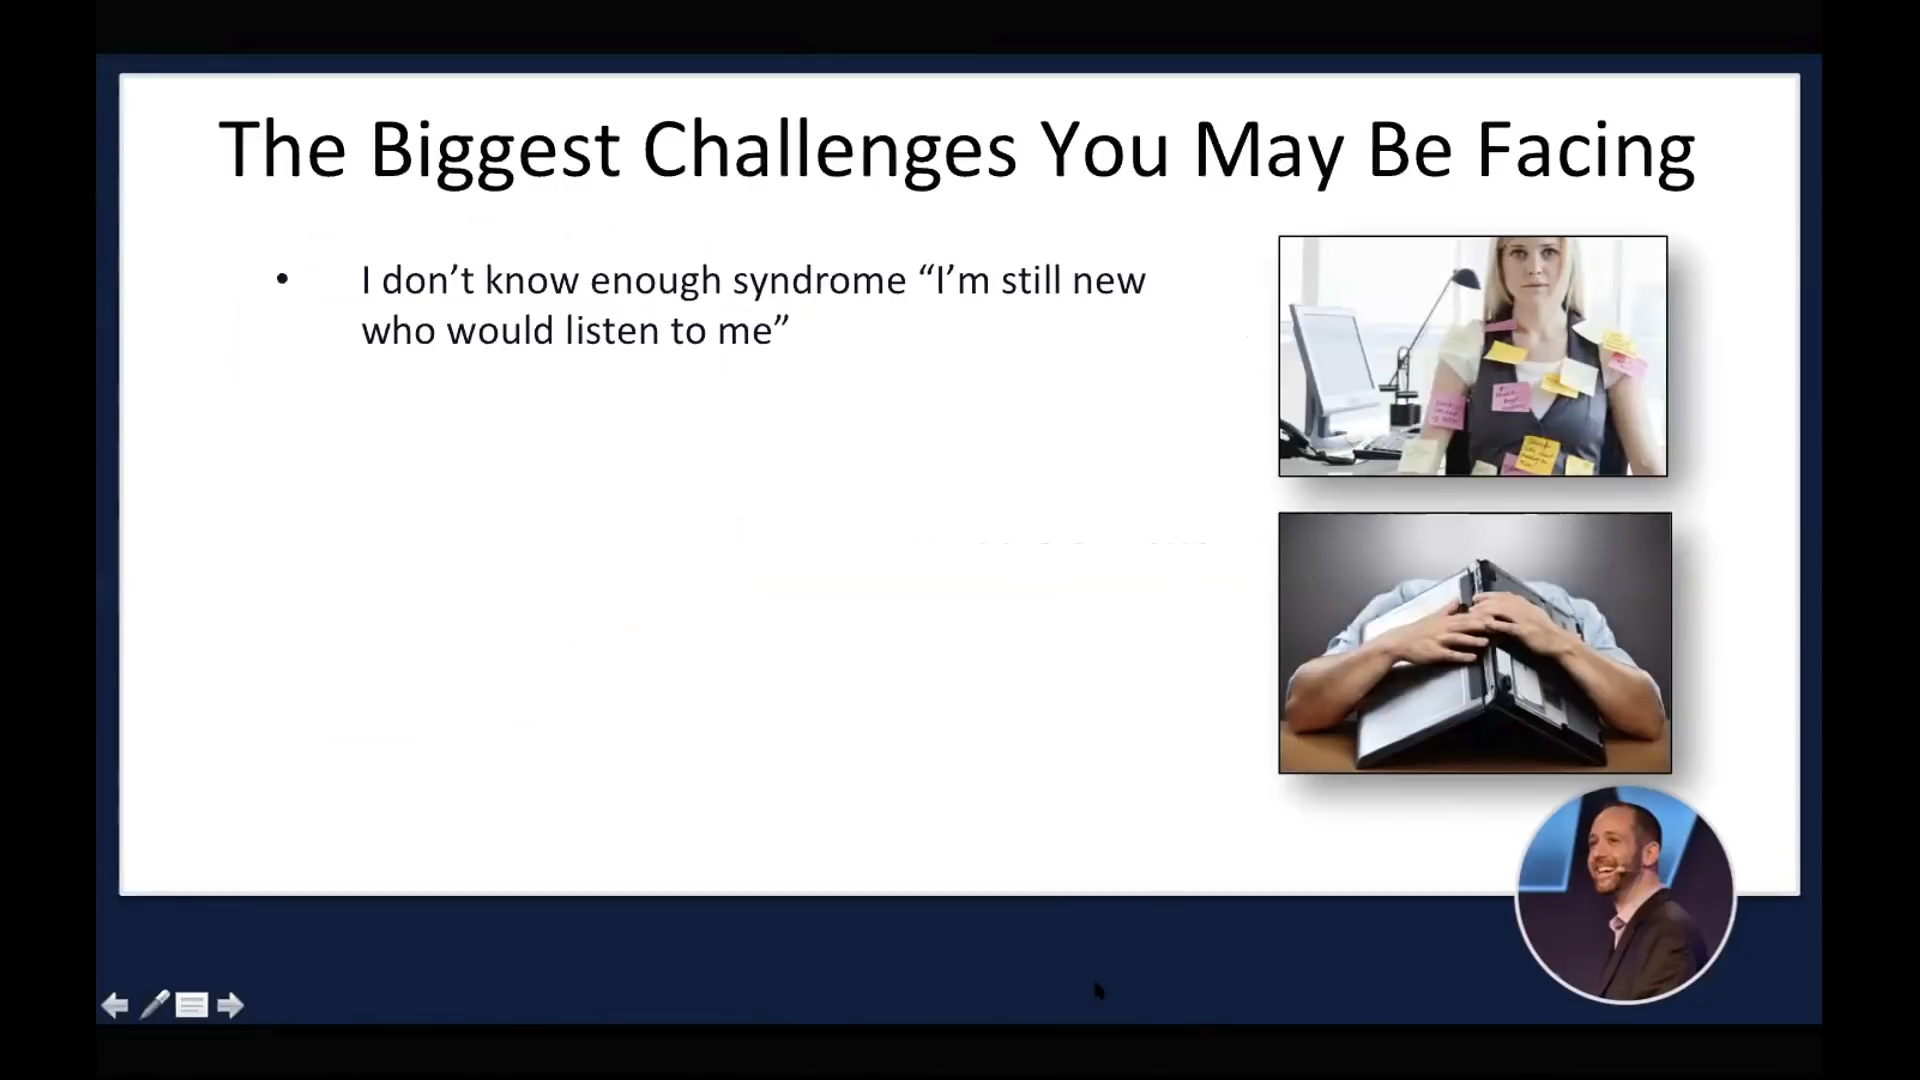 The Biggest Challenges You May Be Facing
• I don’t know enough syndrome “I’m still new
who would listen to me”